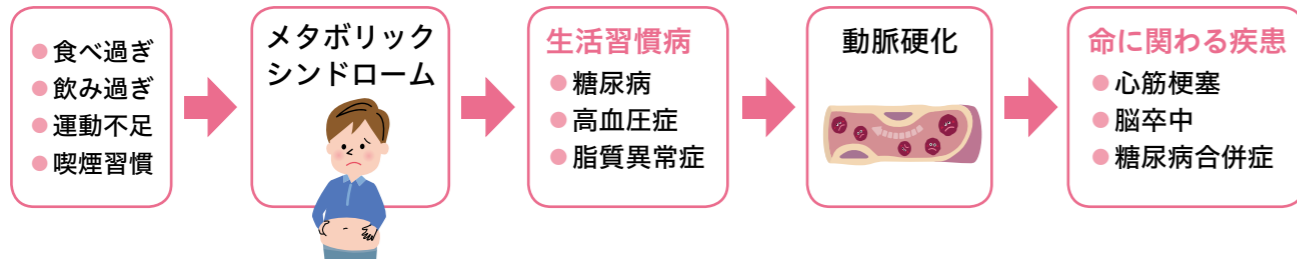 ● 食べ過ぎ
● 飲み過ぎ
● 運動不足
● 喫煙習慣
メタボリック
シンドローム
生活習慣病
● 糖尿病
● 高血圧症
● 脂質異常症
動脈硬化
命に関わる疾患
● 心筋梗塞
● 脳卒中
● 糖尿病合併症